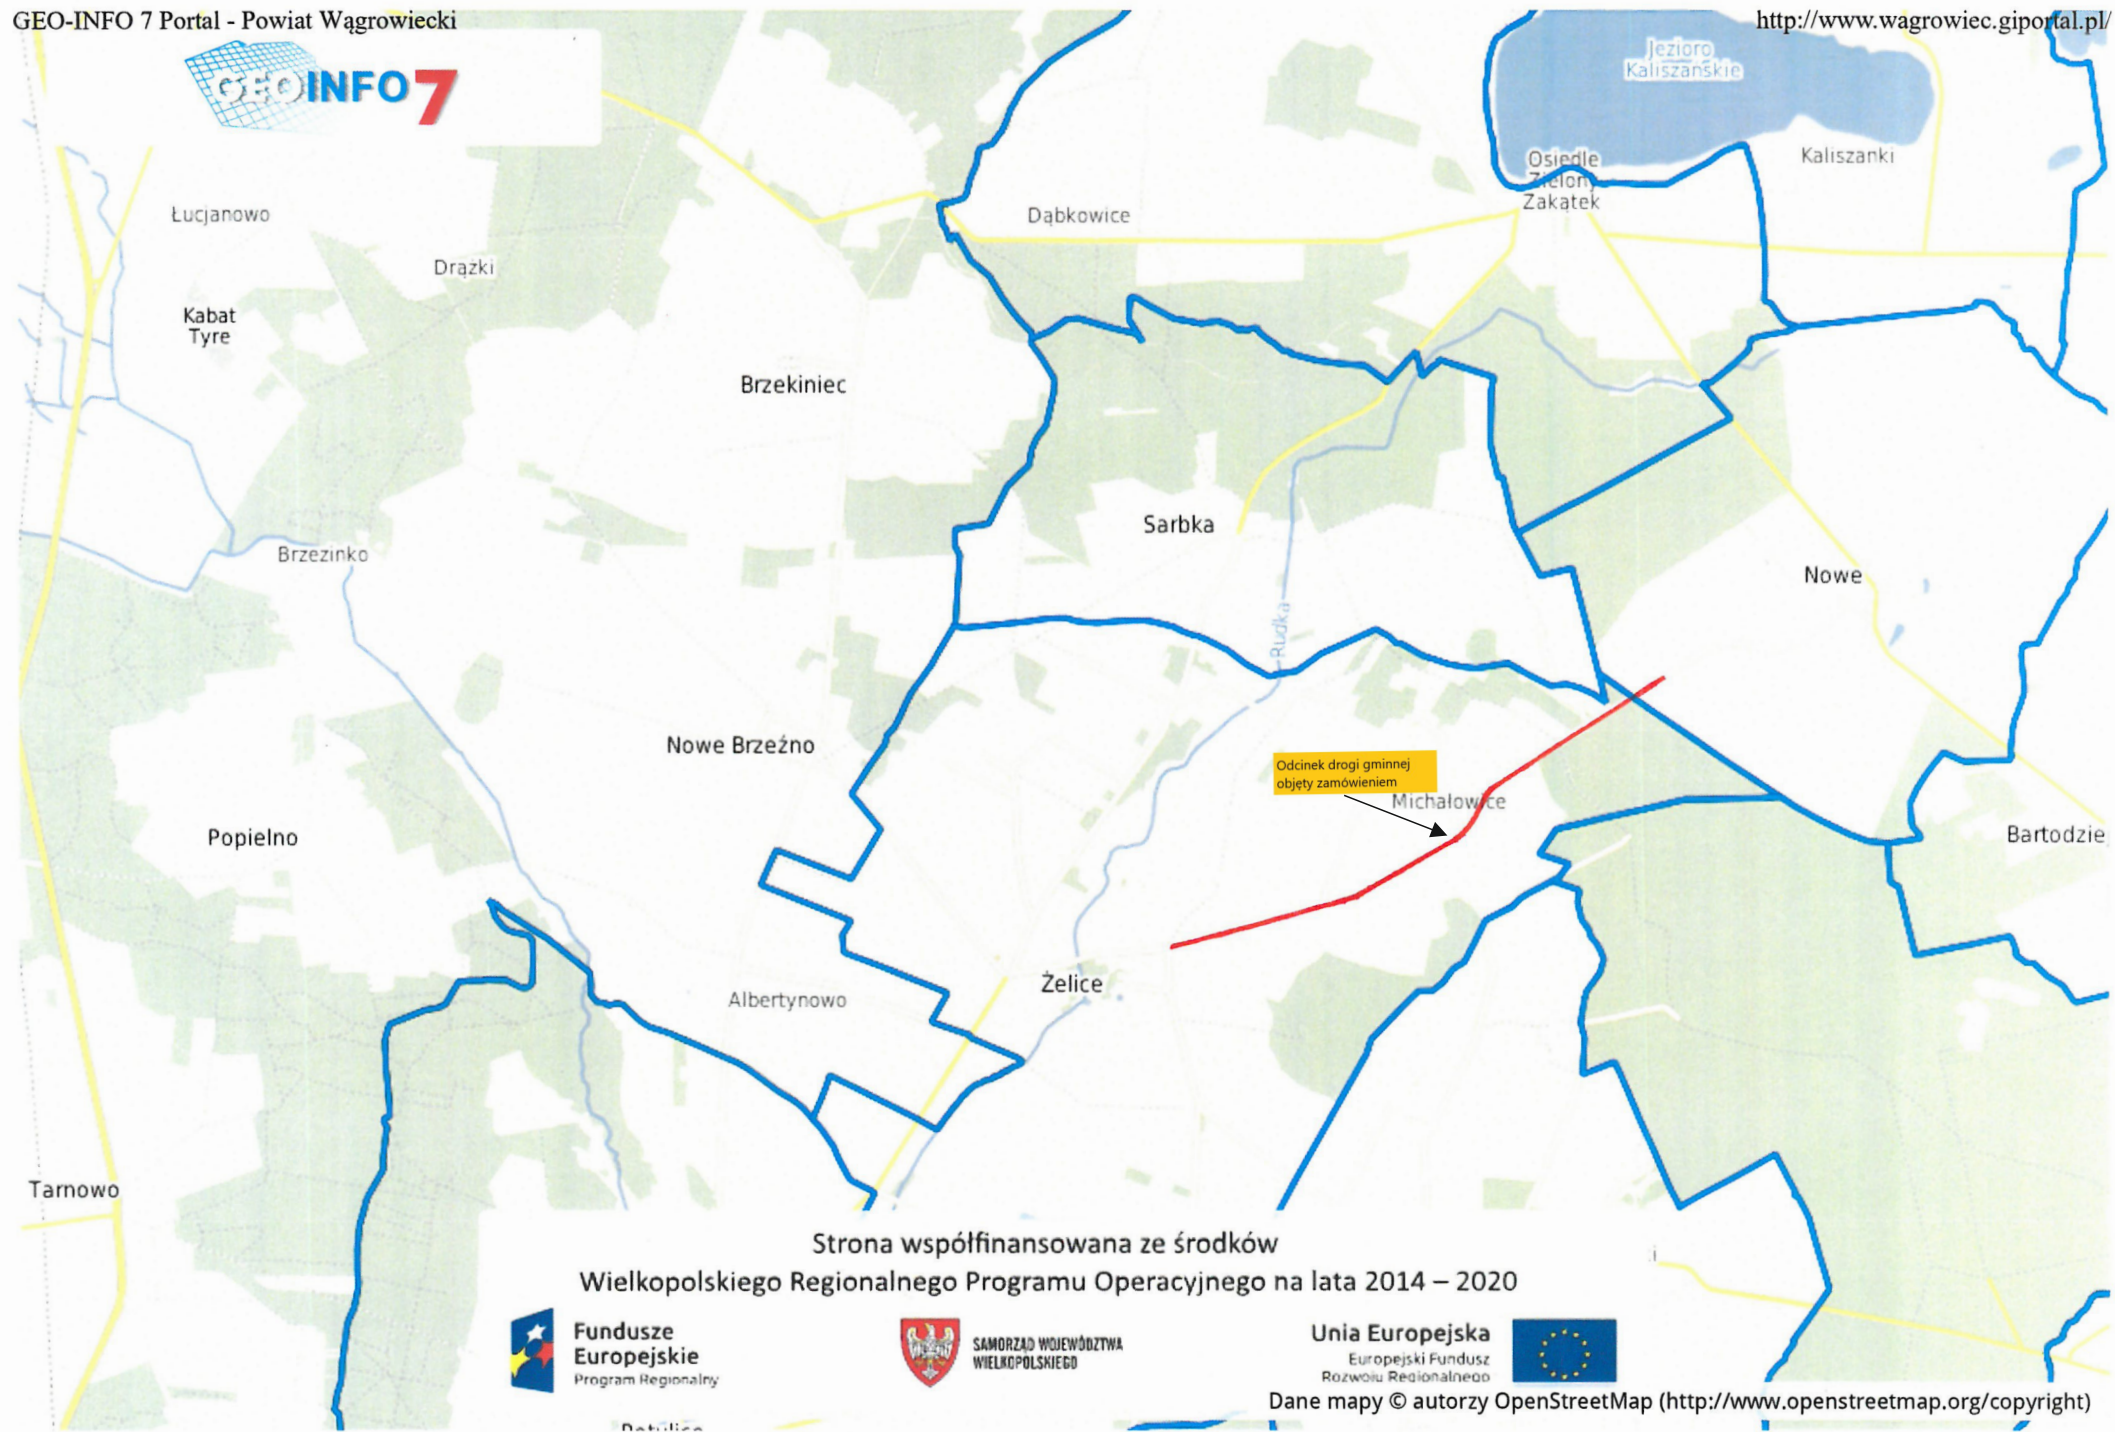 GEO-INFO 7 Portal - Powiat Wągrowiecki
http://www.wagrowiec.giportal.pl/
GEOINFO 7
Jezioro
Kaliszańskie
Kaliszanki
Osiedle
Zielony
Zakątek
Łucjanowo
Dąbkowice
Drążki
Kabat
Tyre
Brzekiniec
Sarbka
Brzezinko
Nowe
Rudka
Nowe Brzeźno
Odcinek drogi gminnej
objęty zamówieniem
Michałowice
Popielno
Bartodzie
Żelice
Albertynowo
Tarnowo
Strona współfinansowana ze środków
Wielkopolskiego Regionalnego Programu Operacyjnego na lata 2014 – 2020
Fundusze
Europejskie
Program Regionalny
SAMORZĄD WOJEWÓDZTWA
WIELKOPOLSKIEGO
Unia Europejska
Europejski Fundusz
Rozwoju Regionalnego
Dane mapy © autorzy OpenStreetMap (http://www.openstreetmap.org/copyright)